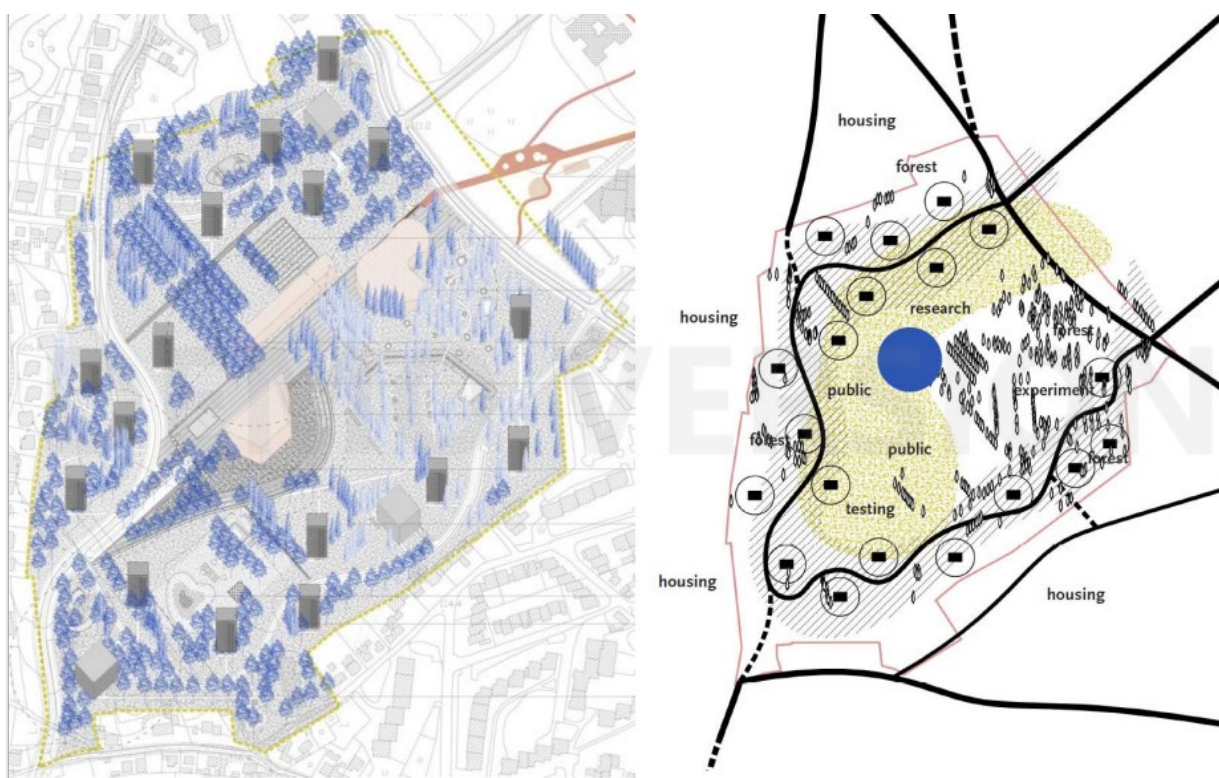 housing
forest
housing
research
forest
public
experiment
forest
public
forest
testing
housing
housing